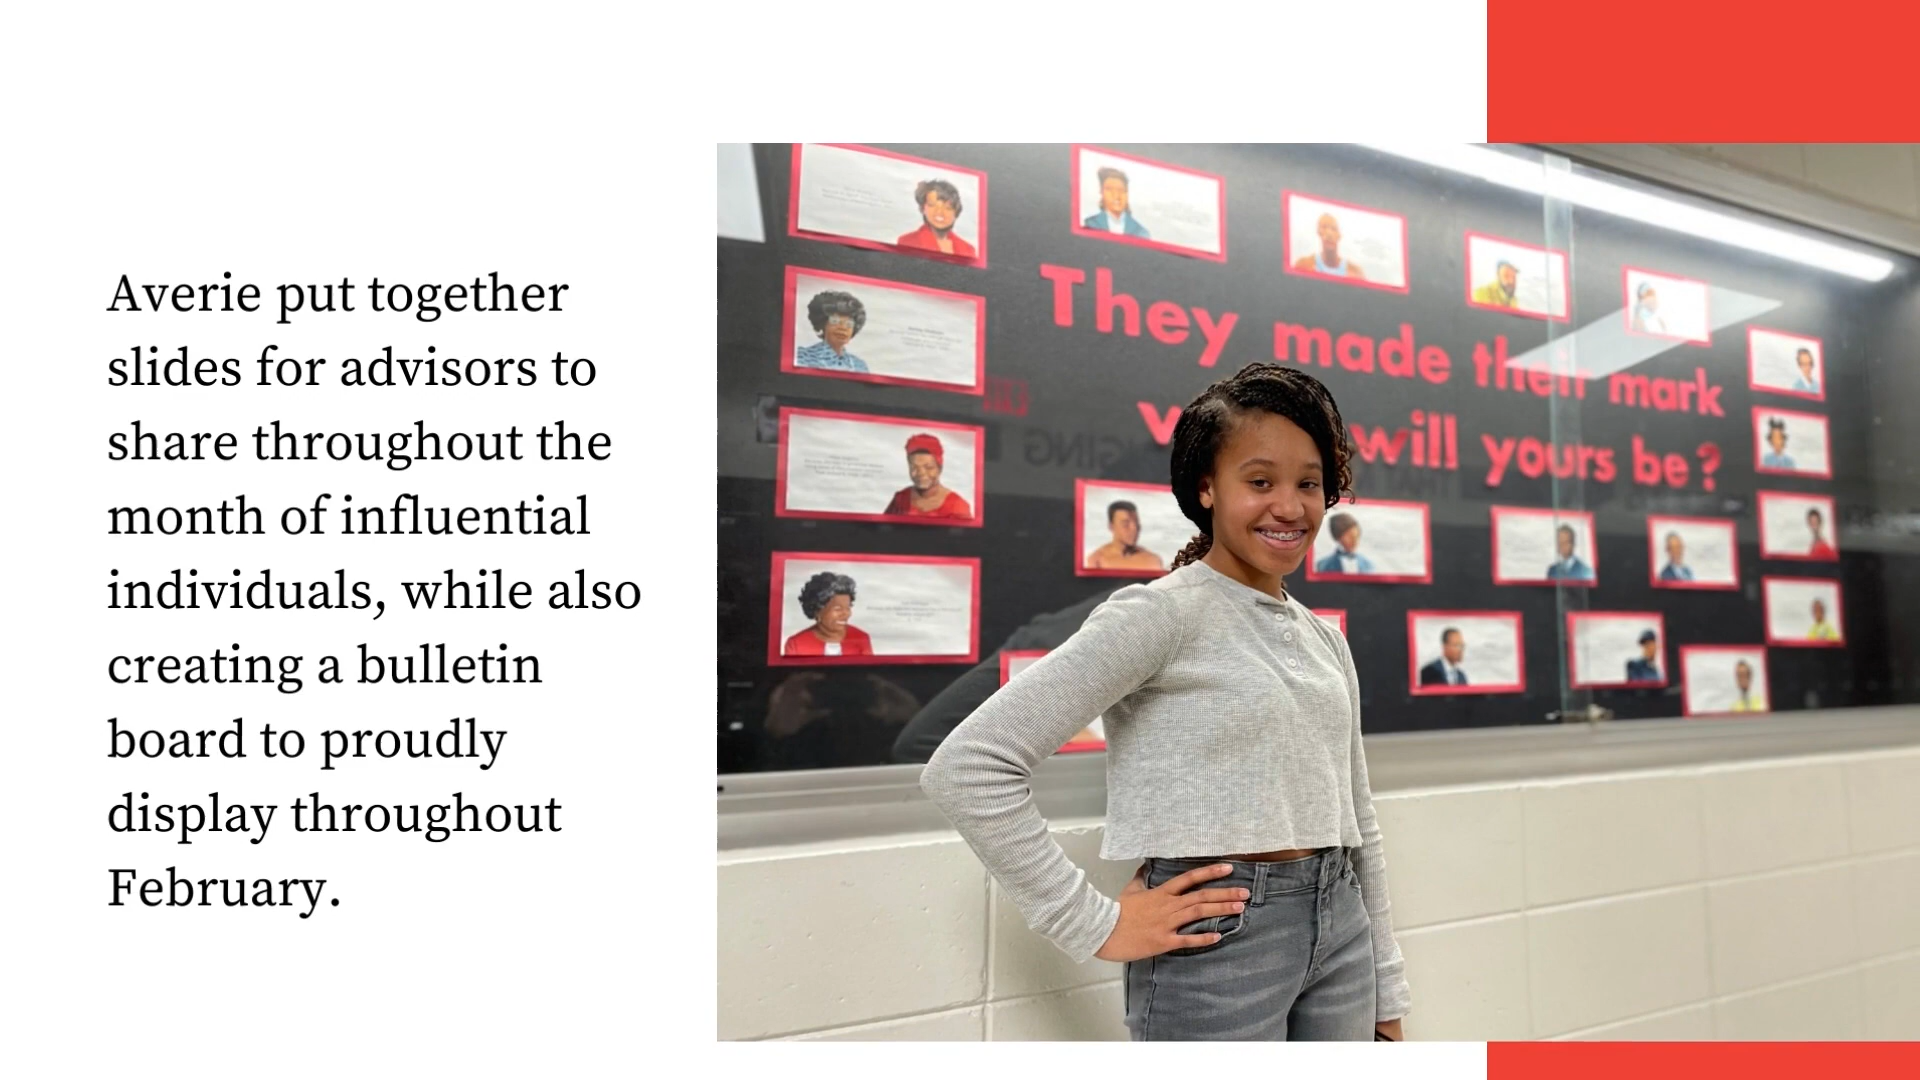 Averie put together
slides for advisors to
share throughout the
month of influential
individuals, while also
creating a bulletin
board to proudly
display throughout
February.
They made their mark
will yours be?